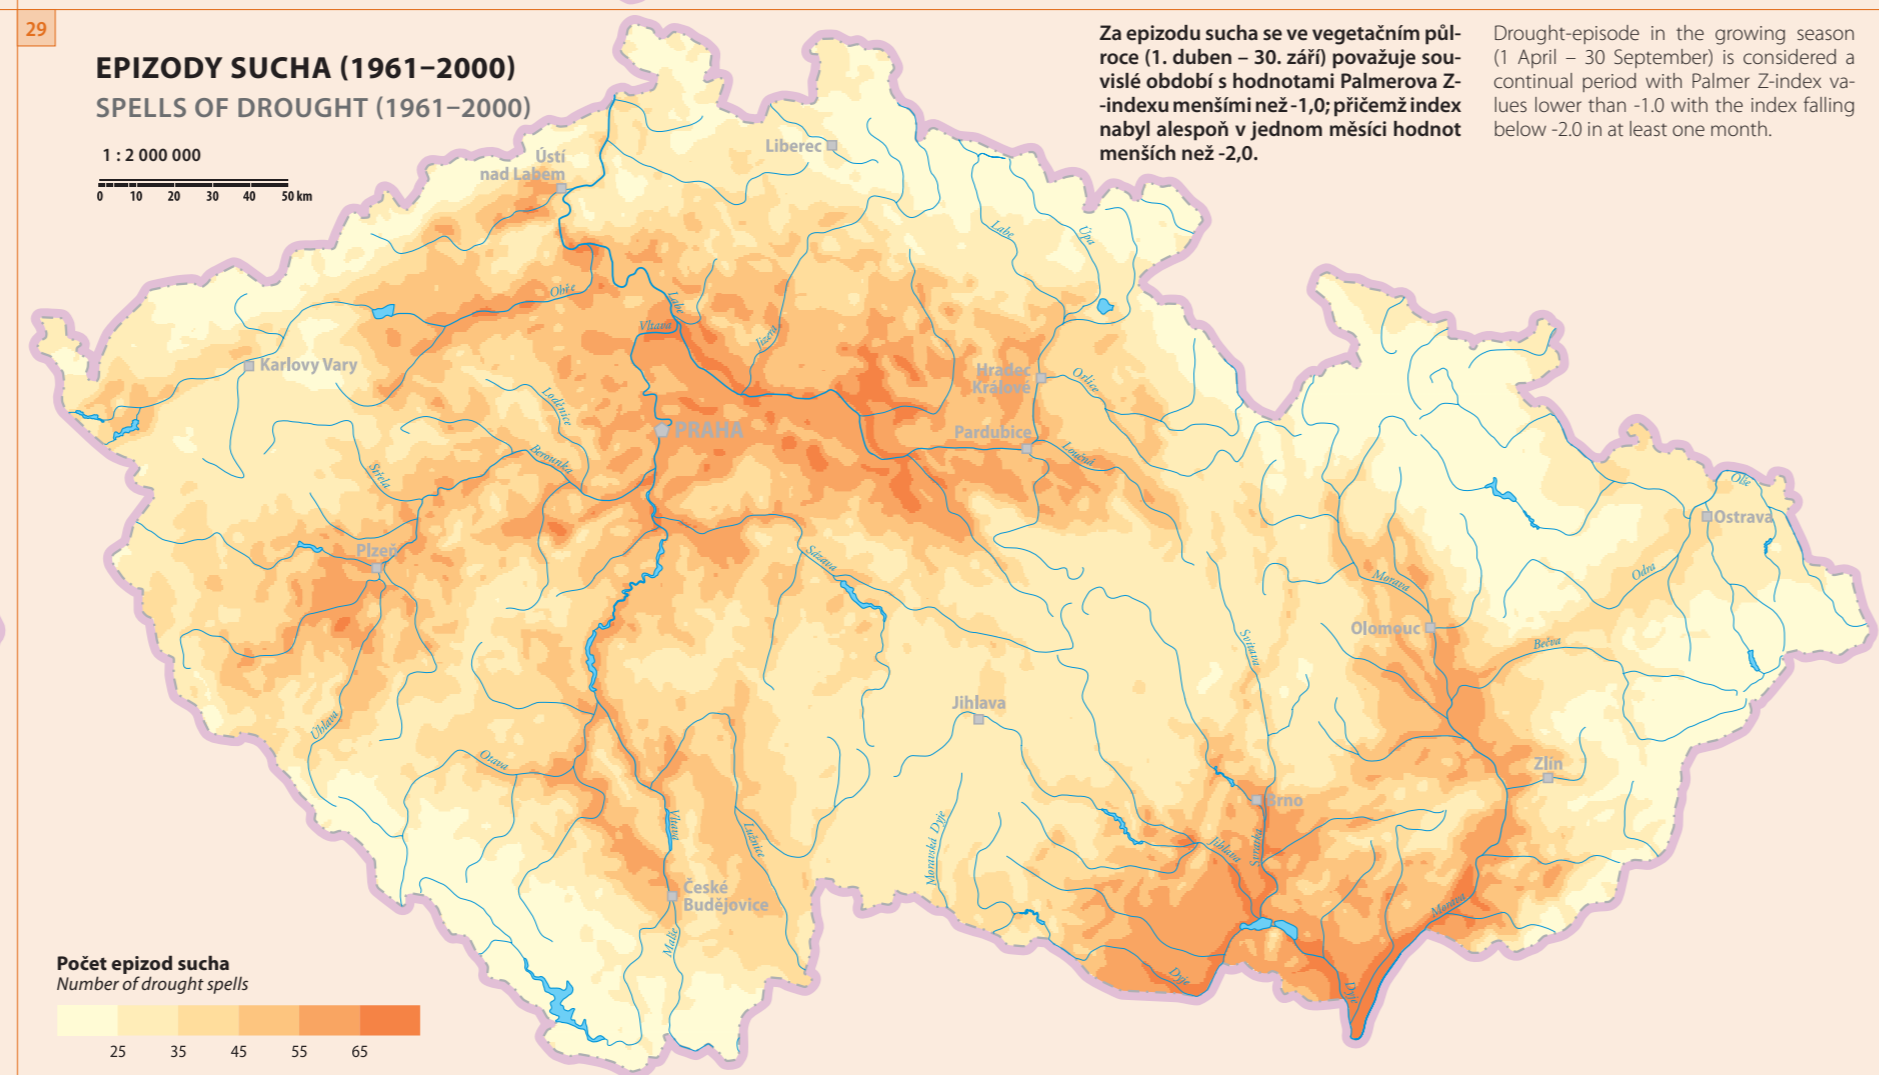 29
EPIZODY SUCHA (1961–2000)
SPELLS OF DROUGHT (1961–2000)
1 : 2 000 000
0 10 20 30 40 50 km
Za epizodu sucha se ve vegetačním půl-
roce (1. duben – 30. září) považuje sou-
vislé období s hodnotami Palmerova Z-
-indexu menšími než -1,0; přičemž index
nabyl alespoň v jednom měsíci hodnot
menších než -2,0.
Drought-episode in the growing season
(1 April – 30 September) is considered a
continual period with Palmer Z-index va-
lues lower than -1.0 with the index falling
below -2.0 in at least one month.
Ústí
nad Labem
Liberec
Labe
Úpa
Ohře
Labe
Vltava
Jizera
Karlovy Vary
Hradec
Králové
Orlice
Loděnice
PRAHA
Pardubice
Loučná
Berounka
Střela
Olše
Ostrava
Plzeň
Sázava
Morava
Odra
Olomouc
Svitava
Bečva
Jihlava
Úhlava
Otava
Zlín
Brno
Vltava
Lužnice
Moravská Dyje
Jihlava
Svratka
České
Budějovice
Morava
Malše
Dyje
Dyje
Počet epizod sucha
Number of drought spells
25 35 45 55 65